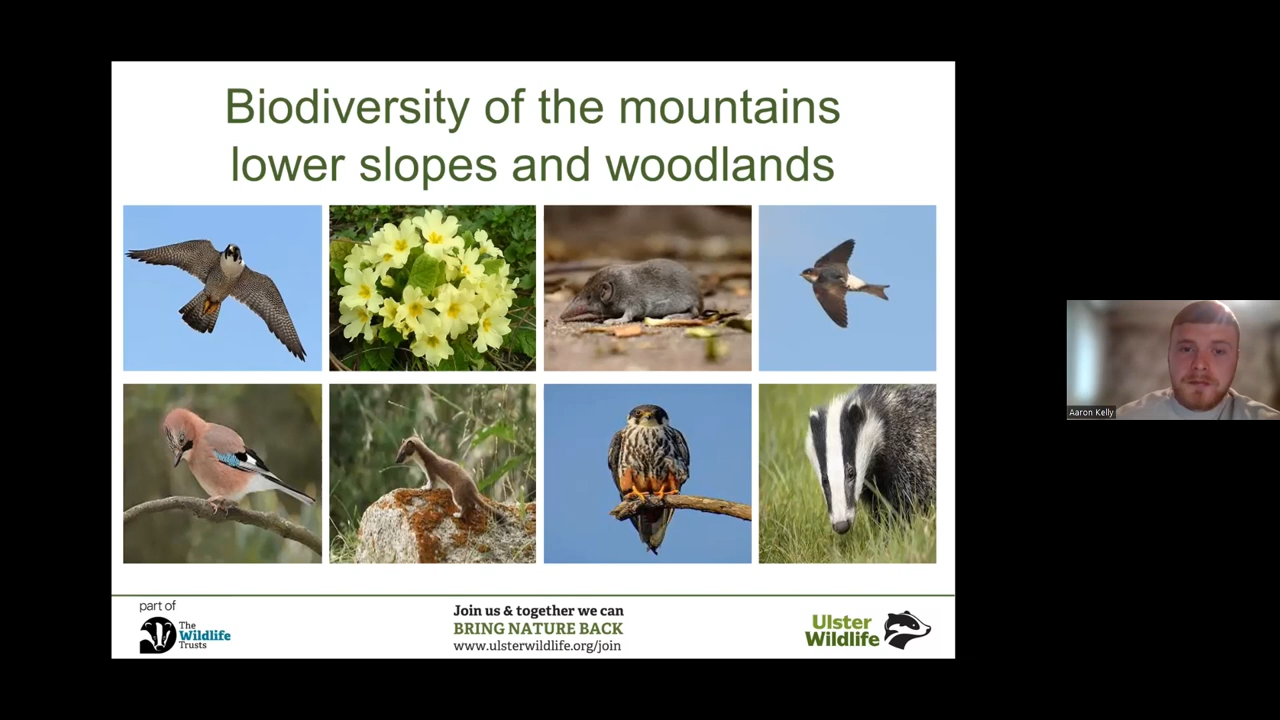 Biodiversity of the mountains
lower slopes and woodlands
Aaron Kelly
part of
The
Wildlife
Trusts
Join us & together we can
BRING NATURE BACK
www.ulsterwildlife.org/join
Ulster
Wildlife